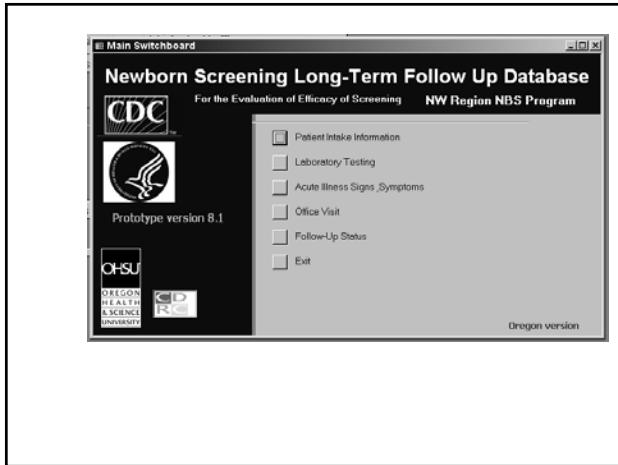 Main Switchboard
Newborn Screening Long-Term Follow Up Database
For the Evaluation of Efficacy of Screening NW Region NBS Program
CDC
Patient Intake Information
Laboratory Testing
Acute Illness Signs ,Symptoms
Office Visit
Follow-Up Status
Exit
Prototype version 8.1
OHSU
OREGON
HEALTH
& SCIENCE
UNIVERSITY
CD
RC
Oregon version